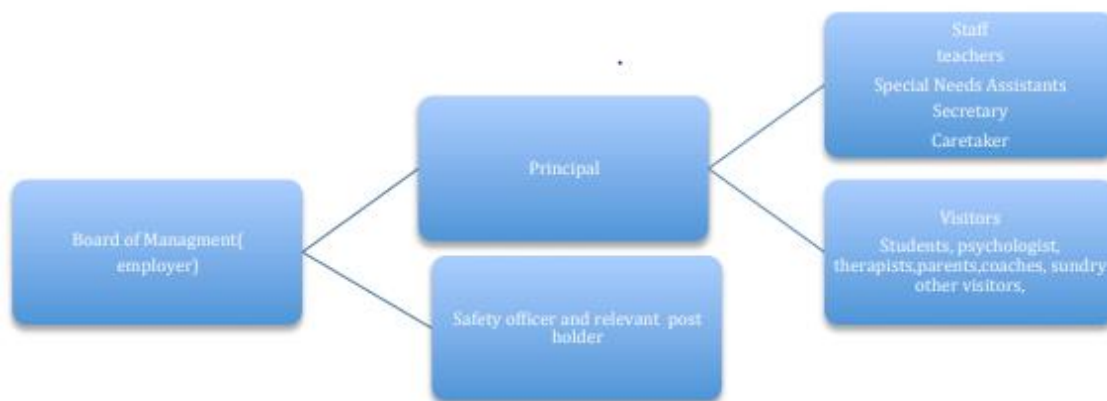 Board of Managment(
employer)
Principal
Safety officer and relevant post
holder
Staff
teachers
Special Needs Assistants
Secretary
Caretaker
Visitors
Students, psychologist,
therapists,parents,coaches, sundry
other visitors,